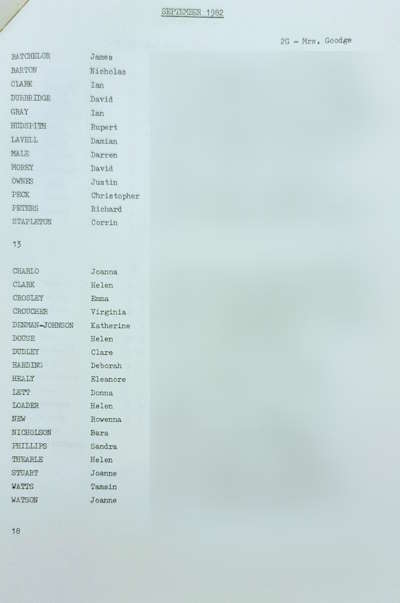 SEPTEMBER 1982
2G - Mrs. Goodge
BATCHELOR James
BARTON Nicholas
CLARK Ian
DURBRIDGE David
GRAY Ian
HUDSPITH Rupert
LAVELL Damian
MALE Darren
MOREY David
OWNES Justin
PECK Christopher
PETERS Richard
STAPLETON Corrin
13
CHARLO Joanna
CLARK Helen
CROSLEY Emma
CROUCHER Virginia
DENMAN-JOHNSON Katherine
DOUSE Helen
DUDLEY Clare
HARDING Deborah
HEALY Eleanore
LETT Donna
LOADER Helen
NEW Rowenna
NICHOLSON Bara
PHILLIPS Sandra
THEARLE Helen
STUART Joanne
WATTS Tamsin
WATSON Joanne
18